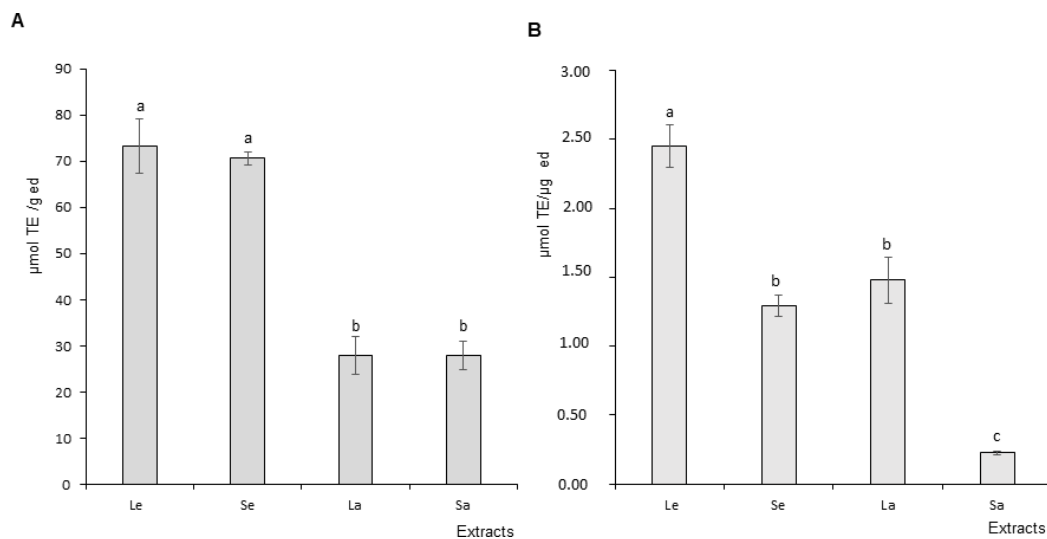 A
µmol TE /g ed
90
80
70
60
50
40
30
20
10
0
a
a
b
b
Le
Se
La
Sa
Extracts
B
µmol TE/µg ed
3.00
2.50
2.00
1.50
1.00
0.50
0.00
a
b
b
c
Le
Se
La
Sa
Extracts